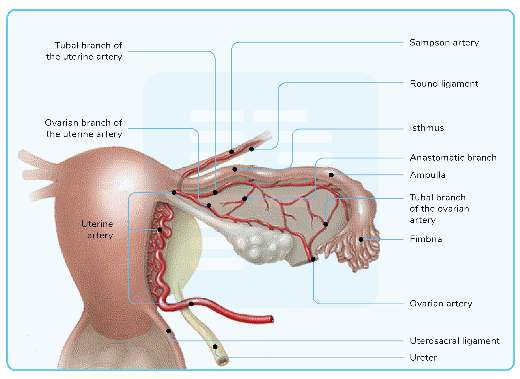 Tubal branch of
the uterine artery
Ovarian branch of
the uterine artery
Uterine
artery
Sampson artery
Round ligament
Isthmus
Anastomatic branch
Ampulla
Tubal branch
of the ovarian
artery
Fimbria
Ovarian artery
Uterosacral ligament
Ureter